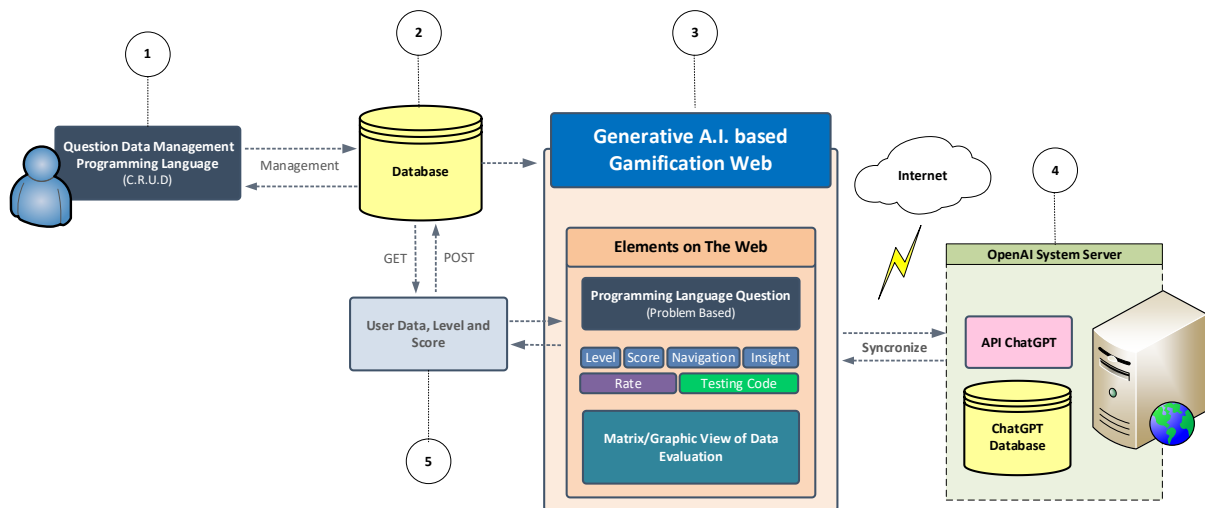 1
2
3
4
5
Question Data Management
Programming Language
(C.R.U.D)
Management
Database
GET
POST
User Data, Level and
Score
Generative A.I. based
Gamification Web
Elements on The Web
Programming Language Question
(Problem Based)
Level
Score
Navigation
Insight
Rate
Testing Code
Matrix/Graphic View of Data
Evaluation
Internet
Syncronize
OpenAI System Server
API ChatGPT
ChatGPT
Database